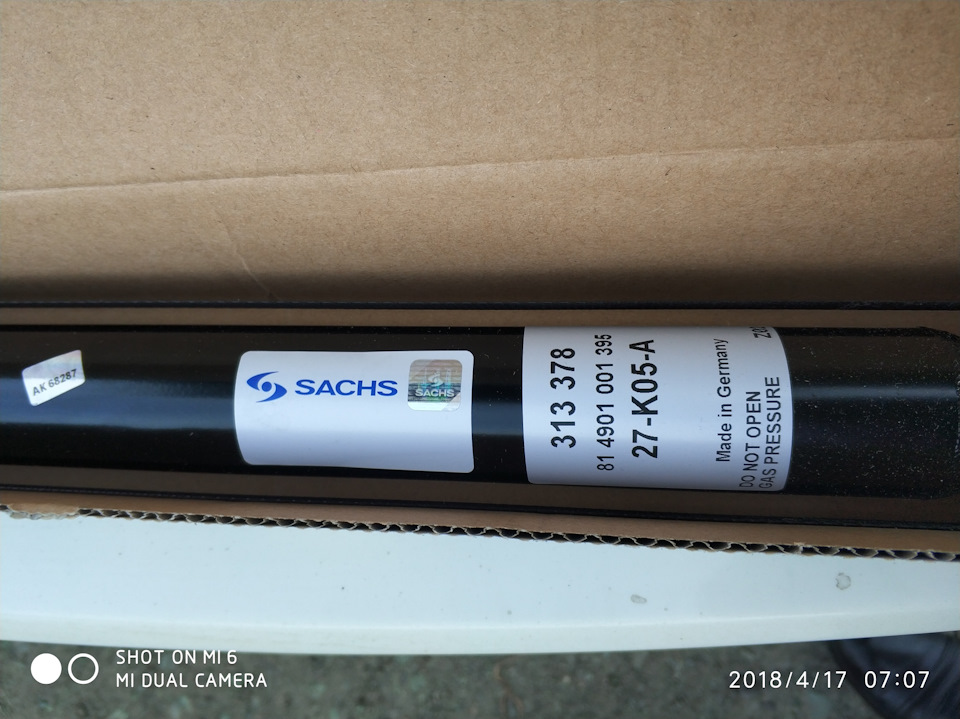 AK 68287
SACHS
SACHS
313 378
81 4901 001 395
27-K05-A
Made in Germany
DO NOT OPEN
GAS PRESSURE
SHOT ON MI 6
MI DUAL CAMERA
2018/4/17 07:07